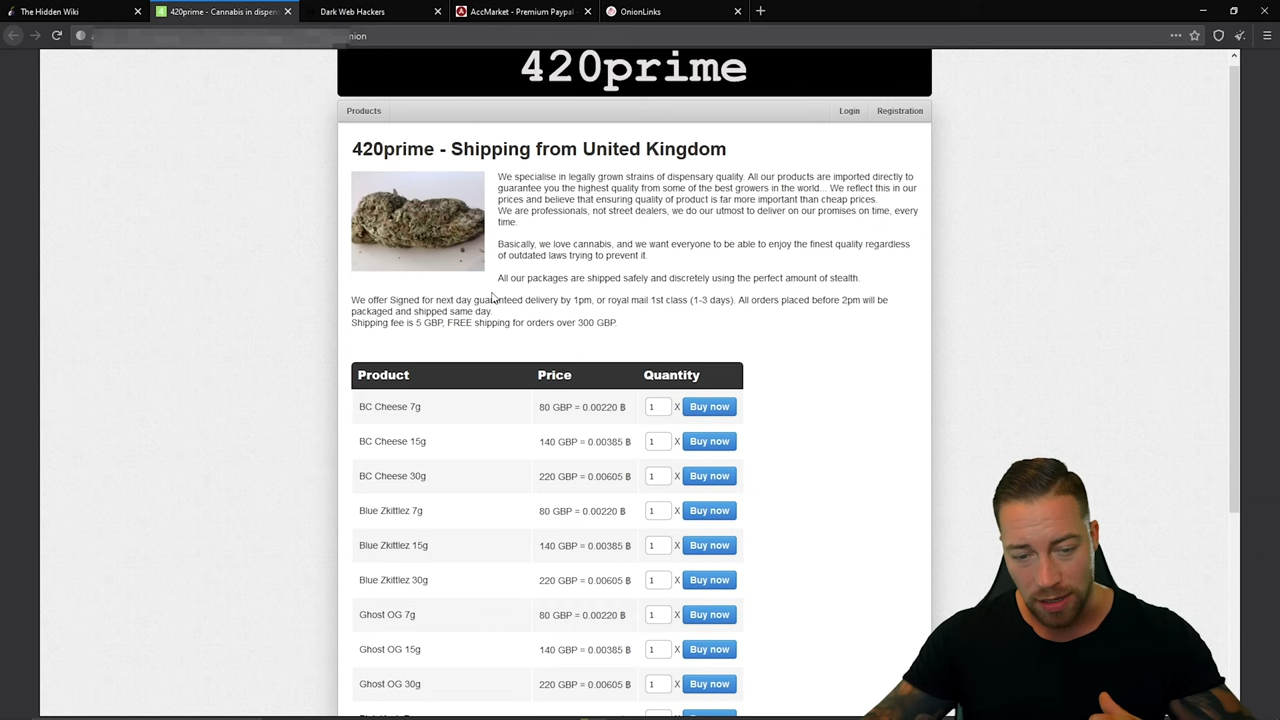 The Hidden Wiki
420prime - Cannabis in dispen
Dark Web Hackers
AccMarket - Premium Paypal
OnionLinks
nion
420prime
Products
Login
Registration
420prime - Shipping from United Kingdom
We specialise in legally grown strains of dispensary quality. All our products are imported directly to
guarantee you the highest quality from some of the best growers in the world... We reflect this in our
prices and believe that ensuring quality of product is far more important than cheap prices.
We are professionals, not street dealers, we do our utmost to deliver on our promises on time, every
time.
Basically, we love cannabis, and we want everyone to be able to enjoy the finest quality regardless
of outdated laws trying to prevent it.
All our packages are shipped safely and discretely using the perfect amount of stealth.
We offer Signed for next day guaranteed delivery by 1pm, or royal mail 1st class (1-3 days). All orders placed before 2pm will be
packaged and shipped same day.
Shipping fee is 5 GBP, FREE shipping for orders over 300 GBP.
Product Price Quantity
BC Cheese 7g 80 GBP = 0.00220 ฿ 1 X Buy now
BC Cheese 15g 140 GBP = 0.00385 ฿ 1 X Buy now
BC Cheese 30g 220 GBP = 0.00605 ฿ 1 X Buy now
Blue Zkittlez 7g 80 GBP = 0.00220 ฿ 1 X Buy now
Blue Zkittlez 15g 140 GBP = 0.00385 ฿ 1 X Buy now
Blue Zkittlez 30g 220 GBP = 0.00605 ฿ 1 X Buy now
Ghost OG 7g 80 GBP = 0.00220 ฿ 1 X Buy now
Ghost OG 15g 140 GBP = 0.00385 ฿ 1 X Buy now
Ghost OG 30g 220 GBP = 0.00605 ฿ 1 X Buy now